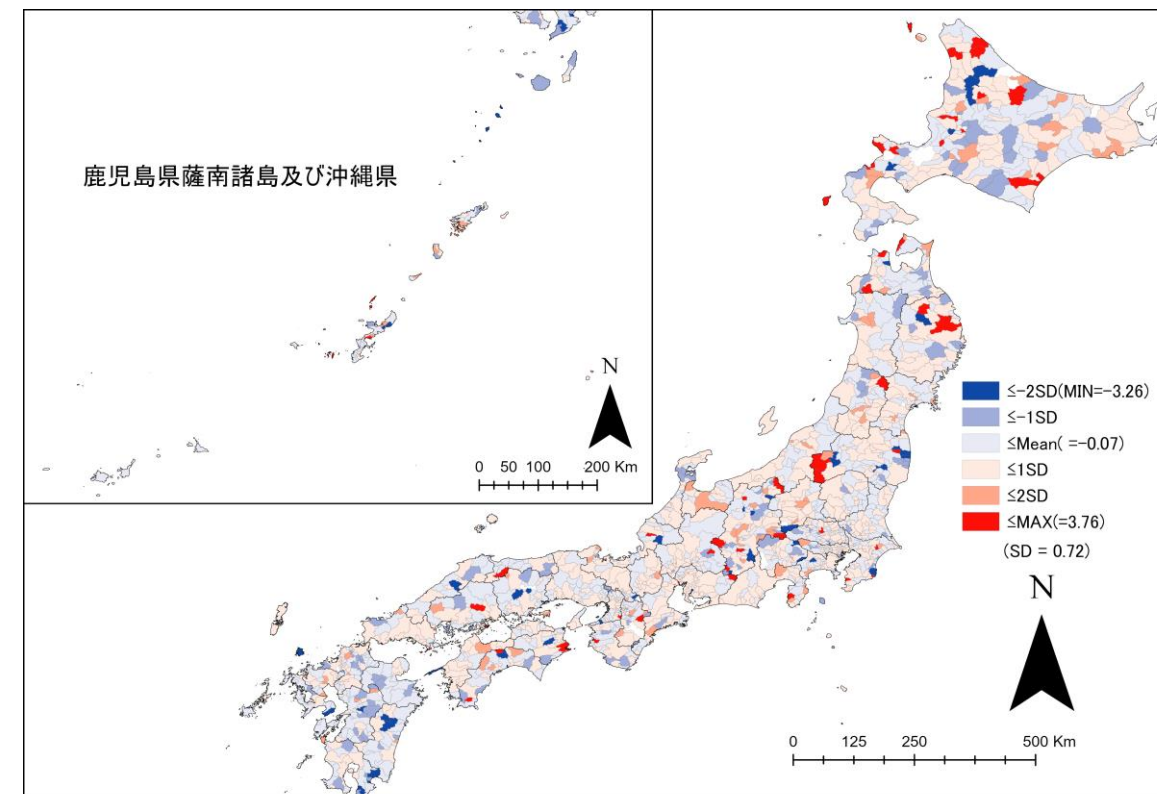 鹿児島県薩南諸島及び沖縄県
N
0 50 100 200 Km
≦-2SD(MIN=-3.26)
≦-1SD
≦Mean( =-0.07)
≦1SD
≦2SD
≦MAX(=3.76)
(SD = 0.72)
N
0 125 250 500 Km